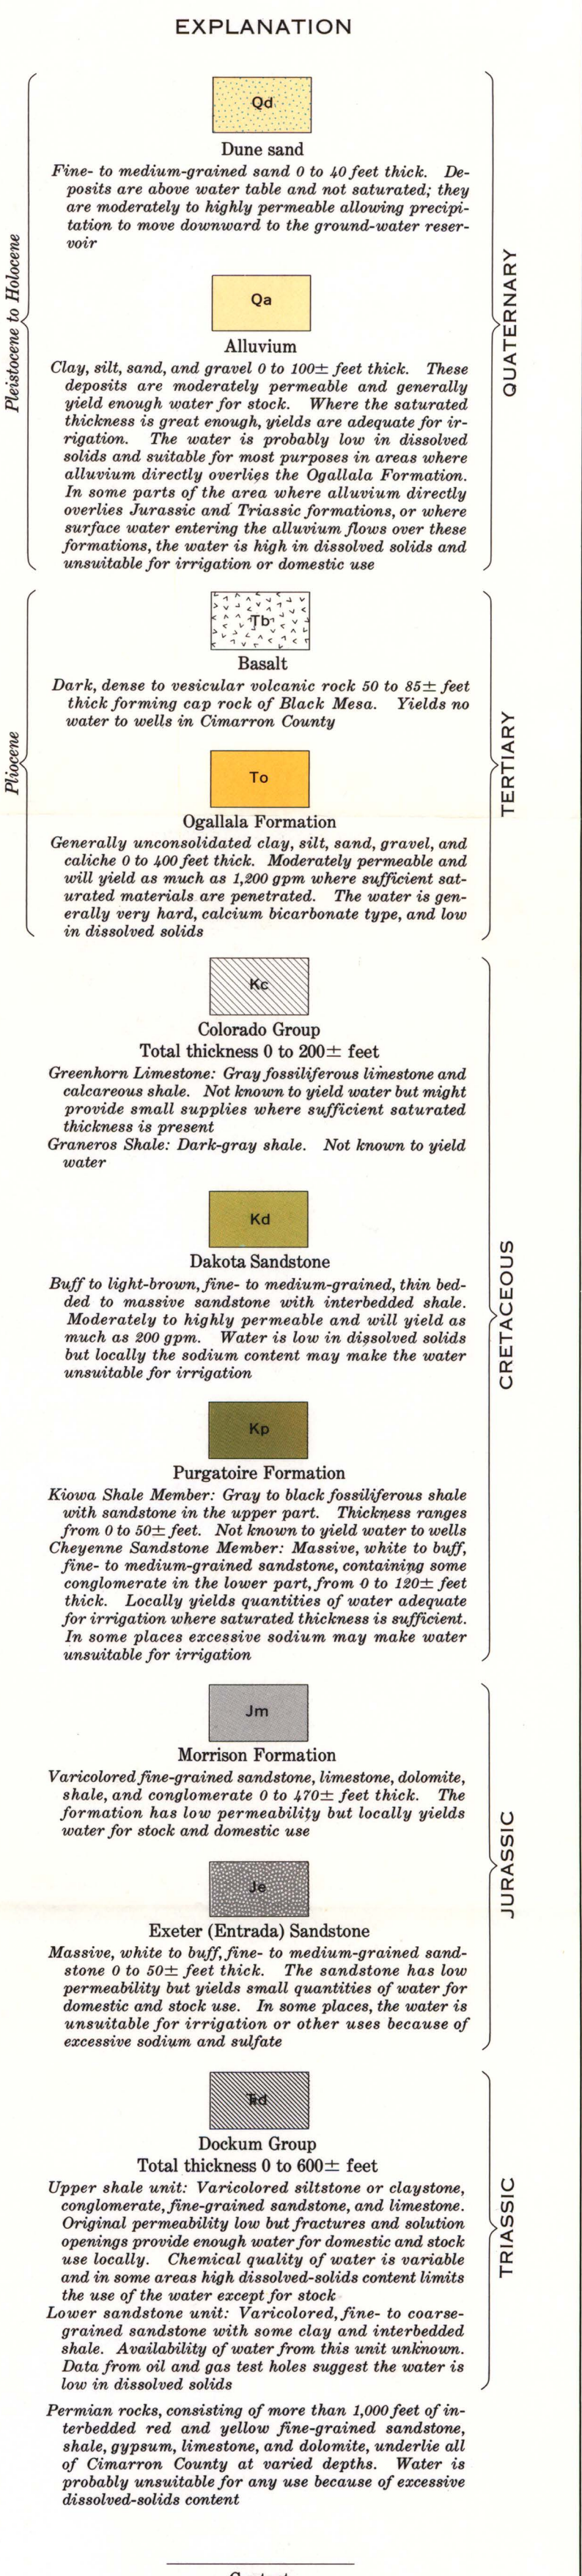 EXPLANATION
Qd
Dune sand
Fine- to medium-grained sand 0 to 40 feet thick. De-
posits are above water table and not saturated; they
are moderately to highly permeable allowing precipi-
tation to move downward to the ground-water reser-
voir
Qa
Alluvium
Clay, silt, sand, and gravel 0 to 100± feet thick. These
deposits are moderately permeable and generally
yield enough water for stock. Where the saturated
thickness is great enough, yields are adequate for ir-
rigation. The water is probably low in dissolved
solids and suitable for most purposes in areas where
alluvium directly overlies the Ogallala Formation.
In some parts of the area where alluvium directly
overlies Jurassic and Triassic formations, or where
surface water entering the alluvium flows over these
formations, the water is high in dissolved solids and
unsuitable for irrigation or domestic use
Pleistocene to Holocene
QUATERNARY
Tb
Basalt
Dark, dense to vesicular volcanic rock 50 to 85± feet
thick forming cap rock of Black Mesa. Yields no
water to wells in Cimarron County
To
Ogallala Formation
Generally unconsolidated clay, silt, sand, gravel, and
caliche 0 to 400 feet thick. Moderately permeable and
will yield as much as 1,200 gpm where sufficient sat-
urated materials are penetrated. The water is gen-
erally very hard, calcium bicarbonate type, and low
in dissolved solids
Pliocene
TERTIARY
Kc
Colorado Group
Total thickness 0 to 200± feet
Greenhorn Limestone: Gray fossiliferous limestone and
calcareous shale. Not known to yield water but might
provide small supplies where sufficient saturated
thickness is present
Graneros Shale: Dark-gray shale. Not known to yield
water
Kd
Dakota Sandstone
Buff to light-brown, fine- to medium-grained, thin bed-
ded to massive sandstone with interbedded shale.
Moderately to highly permeable and will yield as
much as 200 gpm. Water is low in dissolved solids
but locally the sodium content may make the water
unsuitable for irrigation
Kp
Purgatoire Formation
Kiowa Shale Member: Gray to black fossiliferous shale
with sandstone in the upper part. Thickness ranges
from 0 to 50± feet. Not known to yield water to wells
Cheyenne Sandstone Member: Massive, white to buff,
fine- to medium-grained sandstone, containing some
conglomerate in the lower part, from 0 to 120± feet
thick. Locally yields quantities of water adequate
for irrigation where saturated thickness is sufficient.
In some places excessive sodium may make water
unsuitable for irrigation
CRETACEOUS
Jm
Morrison Formation
Varicolored fine-grained sandstone, limestone, dolomite,
shale, and conglomerate 0 to 470± feet thick. The
formation has low permeability but locally yields
water for stock and domestic use
Je
Exeter (Entrada) Sandstone
Massive, white to buff, fine- to medium-grained sand-
stone 0 to 50± feet thick. The sandstone has low
permeability but yields small quantities of water for
domestic and stock use. In some places, the water is
unsuitable for irrigation or other uses because of
excessive sodium and sulfate
JURASSIC
Dockum Group
Total thickness 0 to 600± feet
Upper shale unit: Varicolored siltstone or claystone,
conglomerate, fine-grained sandstone, and limestone.
Original permeability low but fractures and solution
openings provide enough water for domestic and stock
use locally. Chemical quality of water is variable
and in some areas high dissolved-solids content limits
the use of the water except for stock
Lower sandstone unit: Varicolored, fine- to coarse-
grained sandstone with some clay and interbedded
shale. Availability of water from this unit unknown.
Data from oil and gas test holes suggest the water is
low in dissolved solids
TRIASSIC
Permian rocks, consisting of more than 1,000 feet of in-
terbedded red and yellow fine-grained sandstone,
shale, gypsum, limestone, and dolomite, underlie all
of Cimarron County at varied depths. Water is
probably unsuitable for any use because of excessive
dissolved-solids content